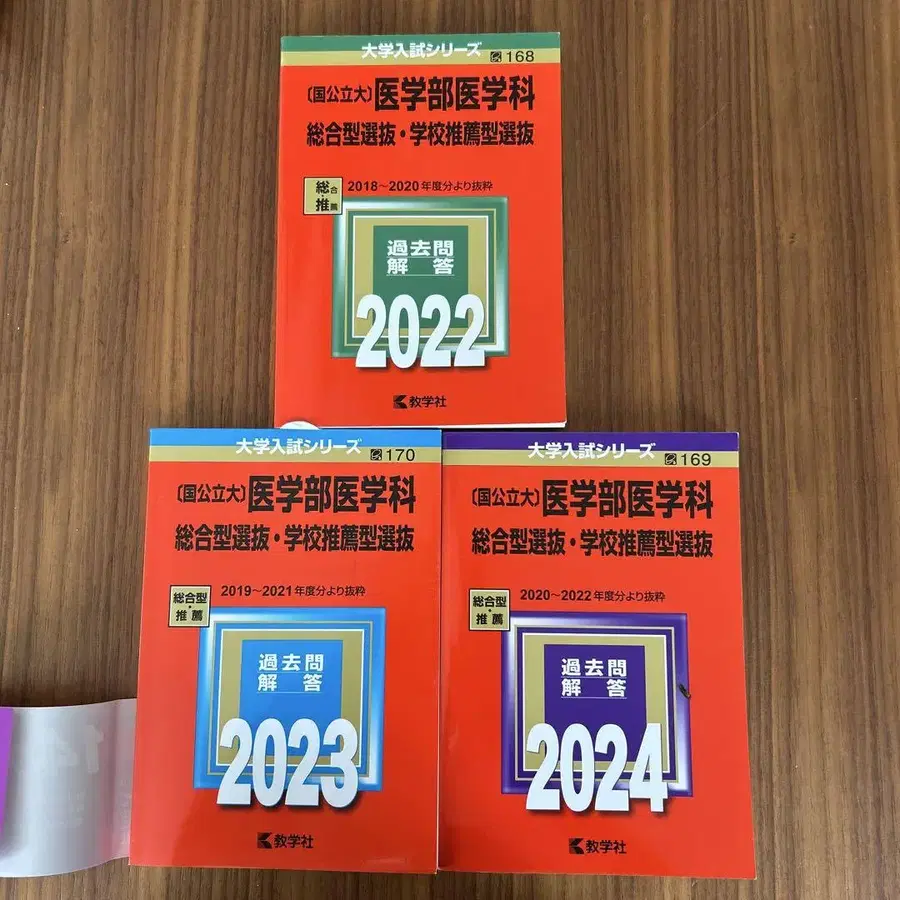 大学入試シリーズ
168
〔国公立大〕医学部医学科
総合型選抜・学校推薦型選抜
総合・推薦
2018〜2020年度分より抜粋
過去問
解答
2022
教学社
大学入試シリーズ
170
〔国公立大〕医学部医学科
総合型選抜・学校推薦型選抜
2019〜2021年度分より抜粋
総合型・
推薦
過去問
解答
2023
教学社
大学入試シリーズ
169
〔国公立大〕医学部医学科
総合型選抜・学校推薦型選抜
2020〜2022年度分より抜粋
総合型・
推薦
過去問
解答
2024
教学社